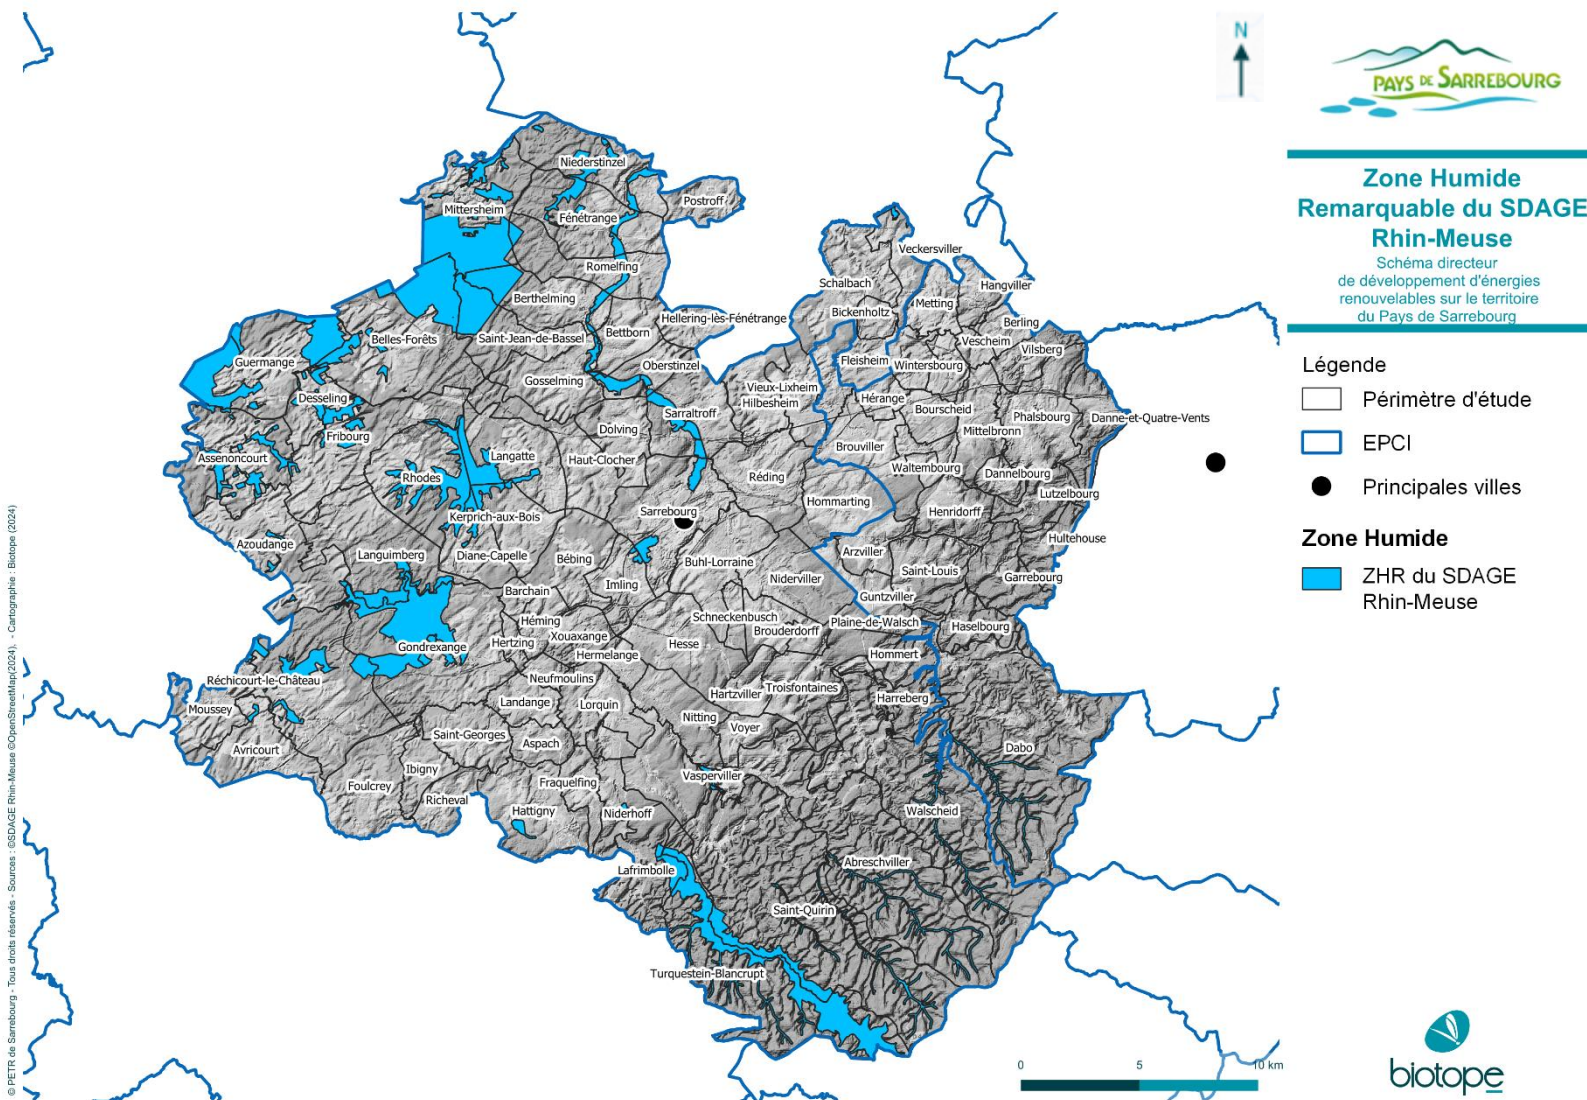 N
PAYS DE SARREBOURG
Zone Humide
Remarquable du SDAGE
Rhin-Meuse
Schéma directeur
de développement d'énergies
renouvelables sur le territoire
du Pays de Sarrebourg
Légende
Périmètre d'étude
EPCI
Principales villes
Zone Humide
ZHR du SDAGE
Rhin-Meuse
Niederstinzel
Postroff
Mittersheim
Fénétrange
Veckersviller
Romelfing
Schalbach
Hangviller
Berthelming
Metting
Bickenholtz
Hellering-lès-Fénétrange
Berling
Bettborn
Belles-Forêts
Saint-Jean-de-Bassel
Vescheim
Vilsberg
Guermange
Fleisheim
Wintersbourg
Oberstinzel
Gosselming
Vieux-Lixheim
Desseling
Hérange
Hilbesheim
Bourscheid
Sarraltroff
Phalsbourg
Danne-et-Quatre-Vents
Dolving
Mittelbronn
Fribourg
Brouviller
Langatte
Assenoncourt
Haut-Clocher
Waltembourg
Dannelbourg
Rhodes
Réding
Lutzelbourg
Hommarting
Sarrebourg
Henridorff
Kerprich-aux-Bois
Hultehouse
Azoudange
Arzviller
Languimberg
Diane-Capelle
Bébing
Buhl-Lorraine
Saint-Louis
Niderviller
Garrebourg
Imling
Barchain
Guntzviller
Schneckenbusch
Héming
Plaine-de-Walsch
Haselbourg
Brouderdorff
Xouaxange
Gondrexange
Hertzing
Hesse
Hermelange
Hommert
Réchicourt-le-Château
Neufmoulins
Troisfontaines
Hartzviller
Harreberg
Landange
Lorquin
Moussey
Nitting
Voyer
Saint-Georges
Aspach
Avricourt
Dabo
Ibigny
Vasperviller
Foulcrey
Fraquelfing
Richeval
Hattigny
Niderhoff
Walscheid
Abreschviller
Lafrimbolle
Saint-Quirin
Turquestein-Blancrupt
0 5 10 km
biotope
© PETR de Sarrebourg - Tous droits réservés - Sources : ©SDAGE Rhin-Meuse ©OpenStreetMap(2024), - Cartographie : Biotope (2024)